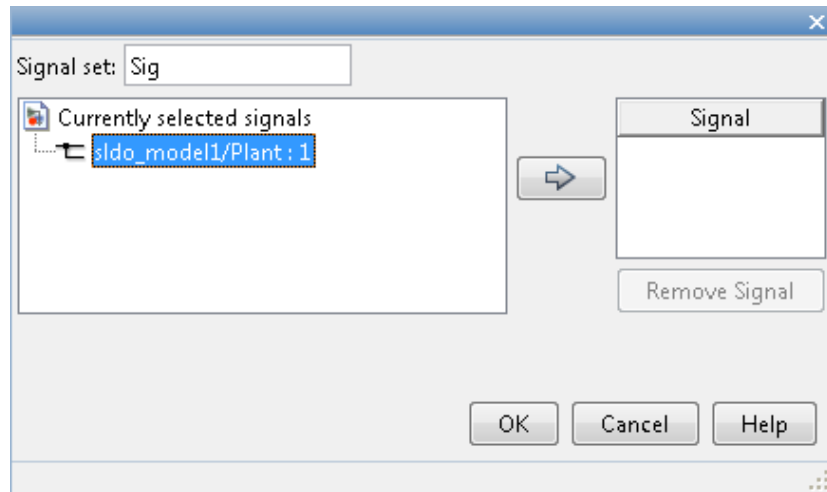 Signal set: Sig
Currently selected signals
Signal
sldo_model1/Plant : 1
Remove Signal
OK Cancel Help